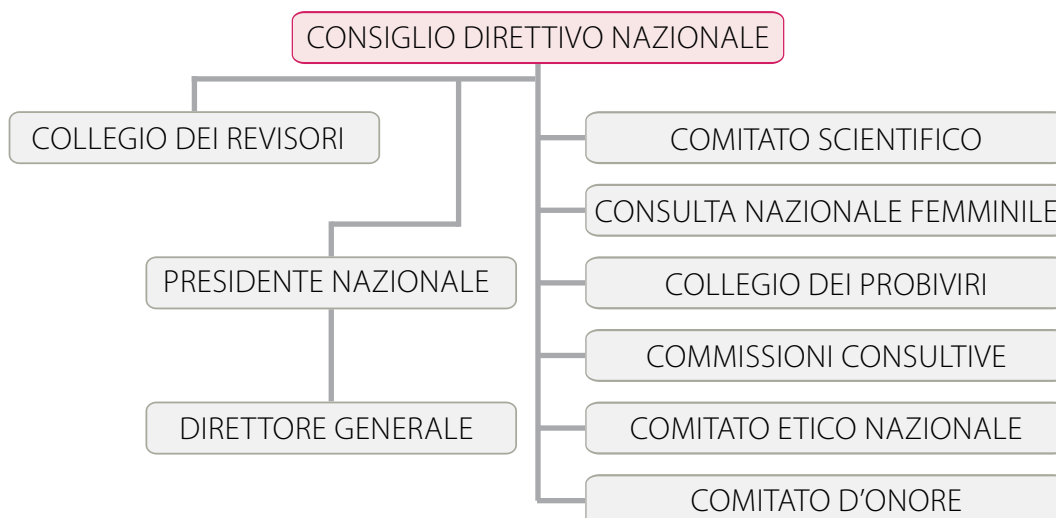 CONSIGLIO DIRETTIVO NAZIONALE
COLLEGIO DEI REVISORI
PRESIDENTE NAZIONALE
DIRETTORE GENERALE
COMITATO SCIENTIFICO
CONSULTA NAZIONALE FEMMINILE
COLLEGIO DEI PROBIVIRI
COMMISSIONI CONSULTIVE
COMITATO ETICO NAZIONALE
COMITATO D’ONORE